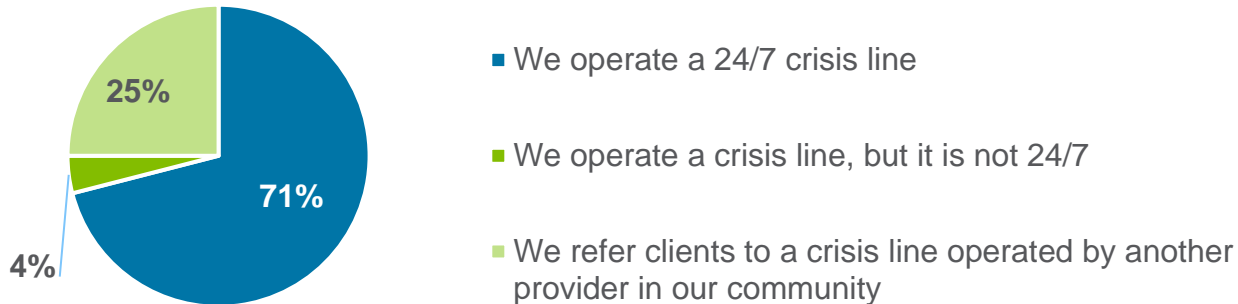 25%
71%
4%
We operate a 24/7 crisis line
We operate a crisis line, but it is not 24/7
We refer clients to a crisis line operated by another
provider in our community